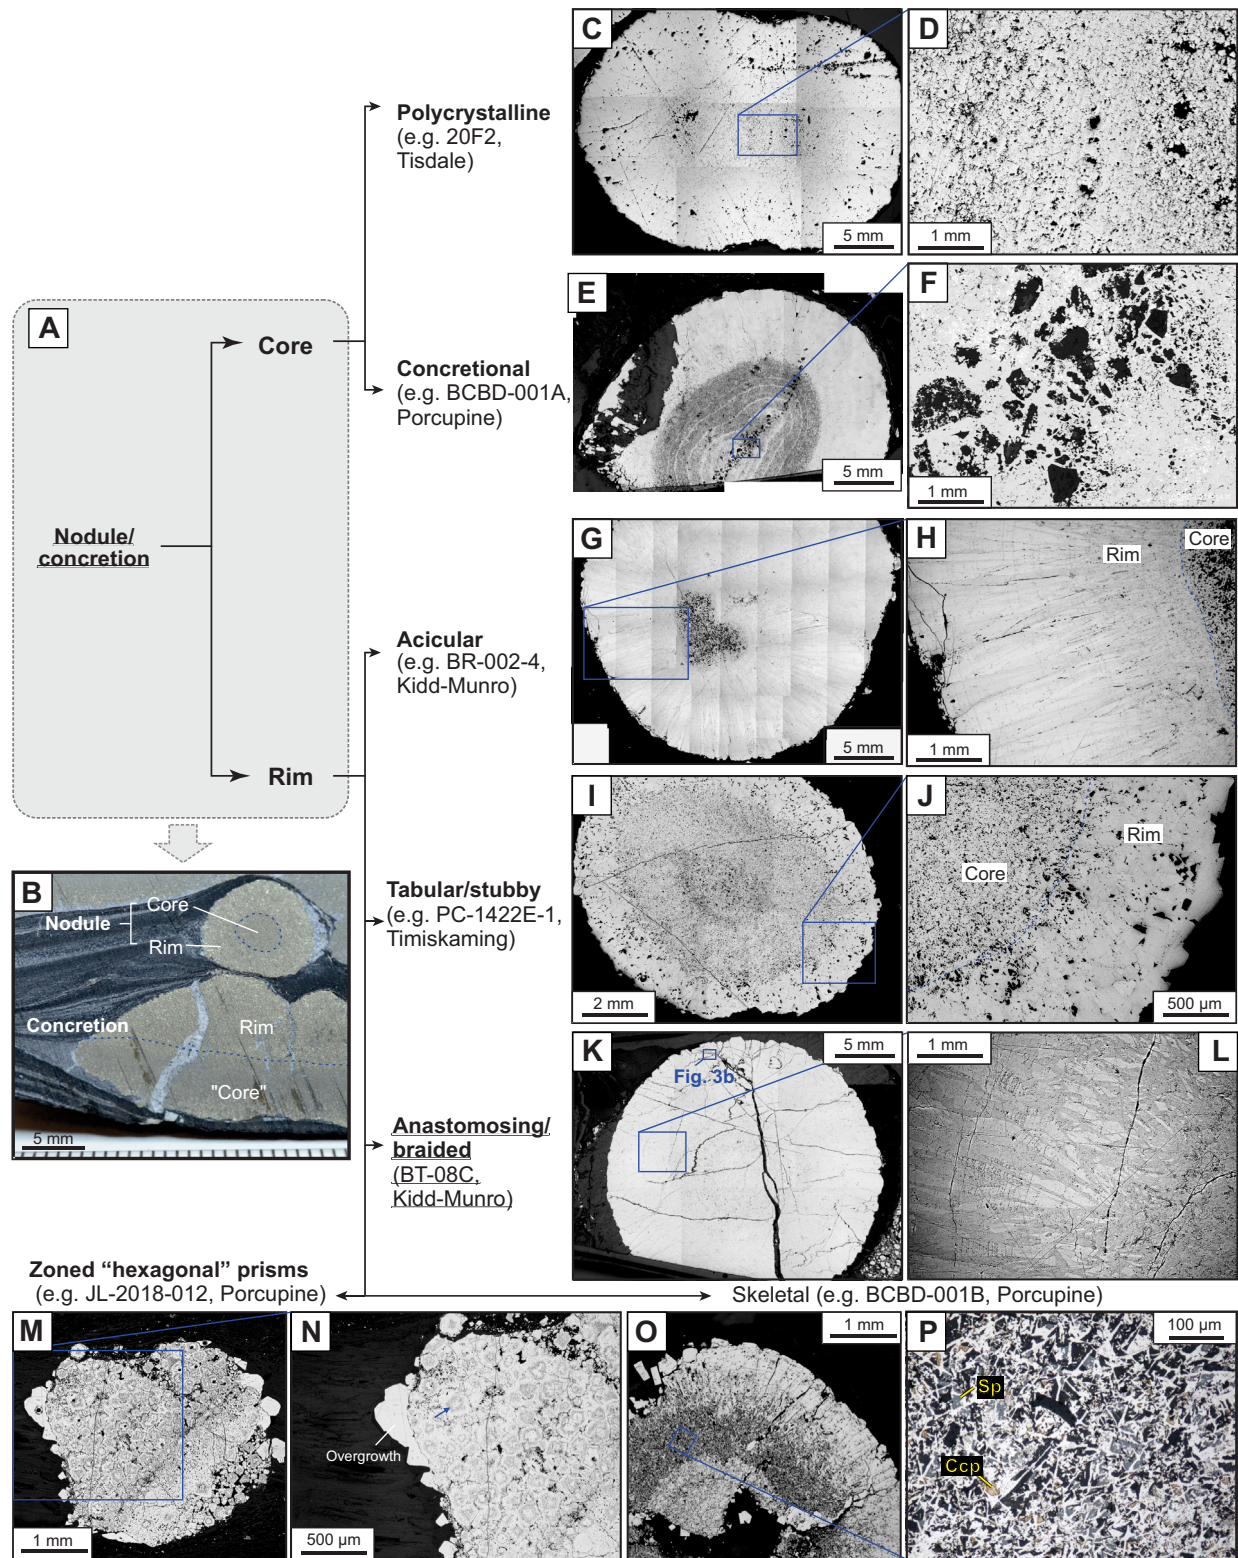 A
Nodule/
concretion
Core
Rim
Polycrystalline
(e.g. 20F2,
Tisdale)
Concretional
(e.g. BCBD-001A,
Porcupine)
Acicular
(e.g. BR-002-4,
Kidd-Munro)
Tabular/stubby
(e.g. PC-1422E-1,
Timiskaming)
Anastomosing/
braided
(BT-08C,
Kidd-Munro)
Zoned “hexagonal” prisms
(e.g. JL-2018-012, Porcupine)
Skeletal (e.g. BCBD-001B, Porcupine)
B
Core
Nodule
Rim
Concretion
Rim
"Core"
5 mm
C
5 mm
D
1 mm
E
5 mm
F
1 mm
G
5 mm
H
Core
Rim
1 mm
I
2 mm
J
Rim
Core
500 µm
K
5 mm
Fig. 3b
1 mm
L
M
1 mm
N
Overgrowth
500 µm
O
1 mm
P
100 µm
Sp
Ccp